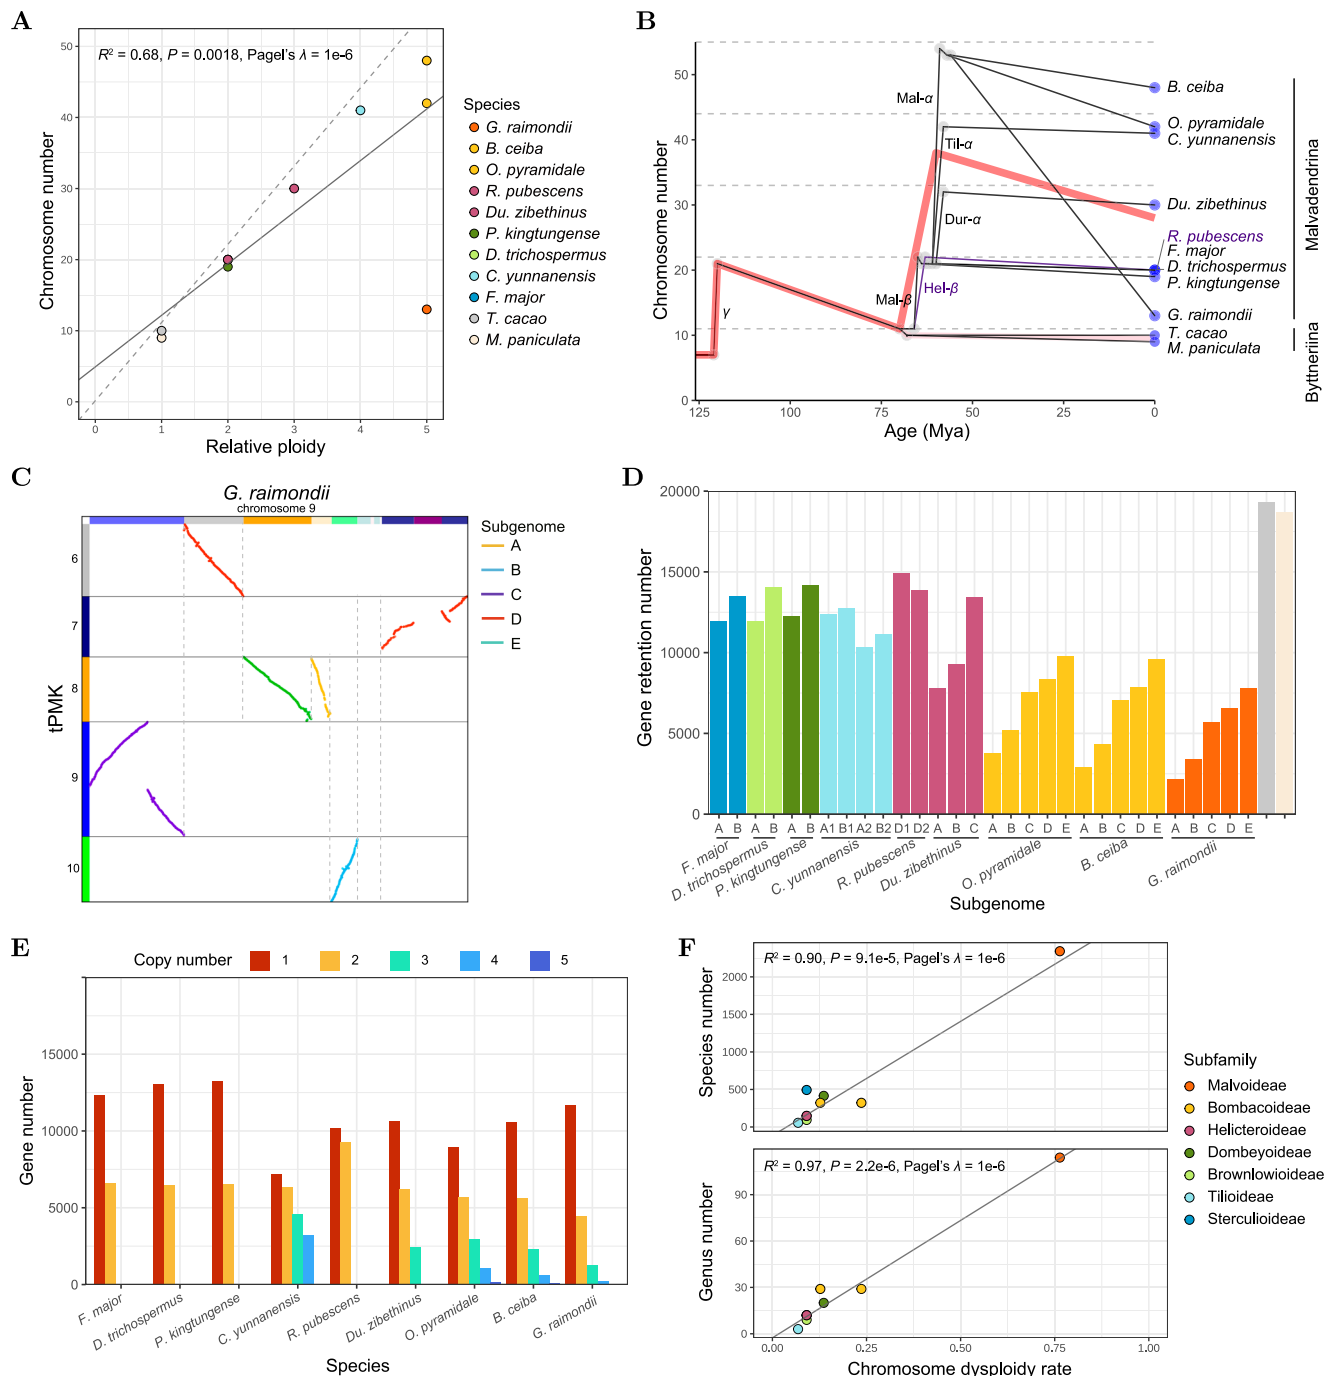 A
R² = 0.68, P = 0.0018, Pagel's λ = 1e-6
Chromosome number
50
40
30
20
10
0
0 1 2 3 4 5
Relative ploidy
Species
G. raimondii
B. ceiba
O. pyramidale
R. pubescens
Du. zibethinus
P. kingtungense
D. trichospermus
C. yunnanensis
F. major
T. cacao
M. paniculata
B
Chromosome number
50
40
30
20
10
0
125 100 75 50 25 0
Age (Mya)
γ
Mal-α
Til-α
Dur-α
Mal-β
Hel-β
B. ceiba
O. pyramidale
C. yunnanensis
Du. zibethinus
R. pubescens
F. major
D. trichospermus
P. kingtungense
G. raimondii
T. cacao
M. paniculata
Malvadendrina
Byttneriina
C
G. raimondii
chromosome 9
tPMK
6
7
8
9
10
Subgenome
A
B
C
D
E
D
Gene retention number
20000
15000
10000
5000
0
A B A B A B A1 B1 A2 B2 D1 D2 A B C A B C D E A B C D E A B C D E
F. major
D. trichospermus
P. kingtungense
C. yunnanensis
R. pubescens
Du. zibethinus
O. pyramidale
B. ceiba
G. raimondii
Subgenome
E
Copy number 1 2 3 4 5
Gene number
15000
10000
5000
0
F. major
D. trichospermus
P. kingtungense
C. yunnanensis
R. pubescens
Du. zibethinus
O. pyramidale
B. ceiba
G. raimondii
Species
F
R² = 0.90, P = 9.1e-5, Pagel's λ = 1e-6
Species number
2000
1500
1000
500
0
R² = 0.97, P = 2.2e-6, Pagel's λ = 1e-6
Genus number
90
60
30
0
0.00 0.25 0.50 0.75 1.00
Chromosome dysploidy rate
Subfamily
Malvoideae
Bombacoideae
Helicteroideae
Dombeyoideae
Brownlowioideae
Tilioideae
Sterculioideae